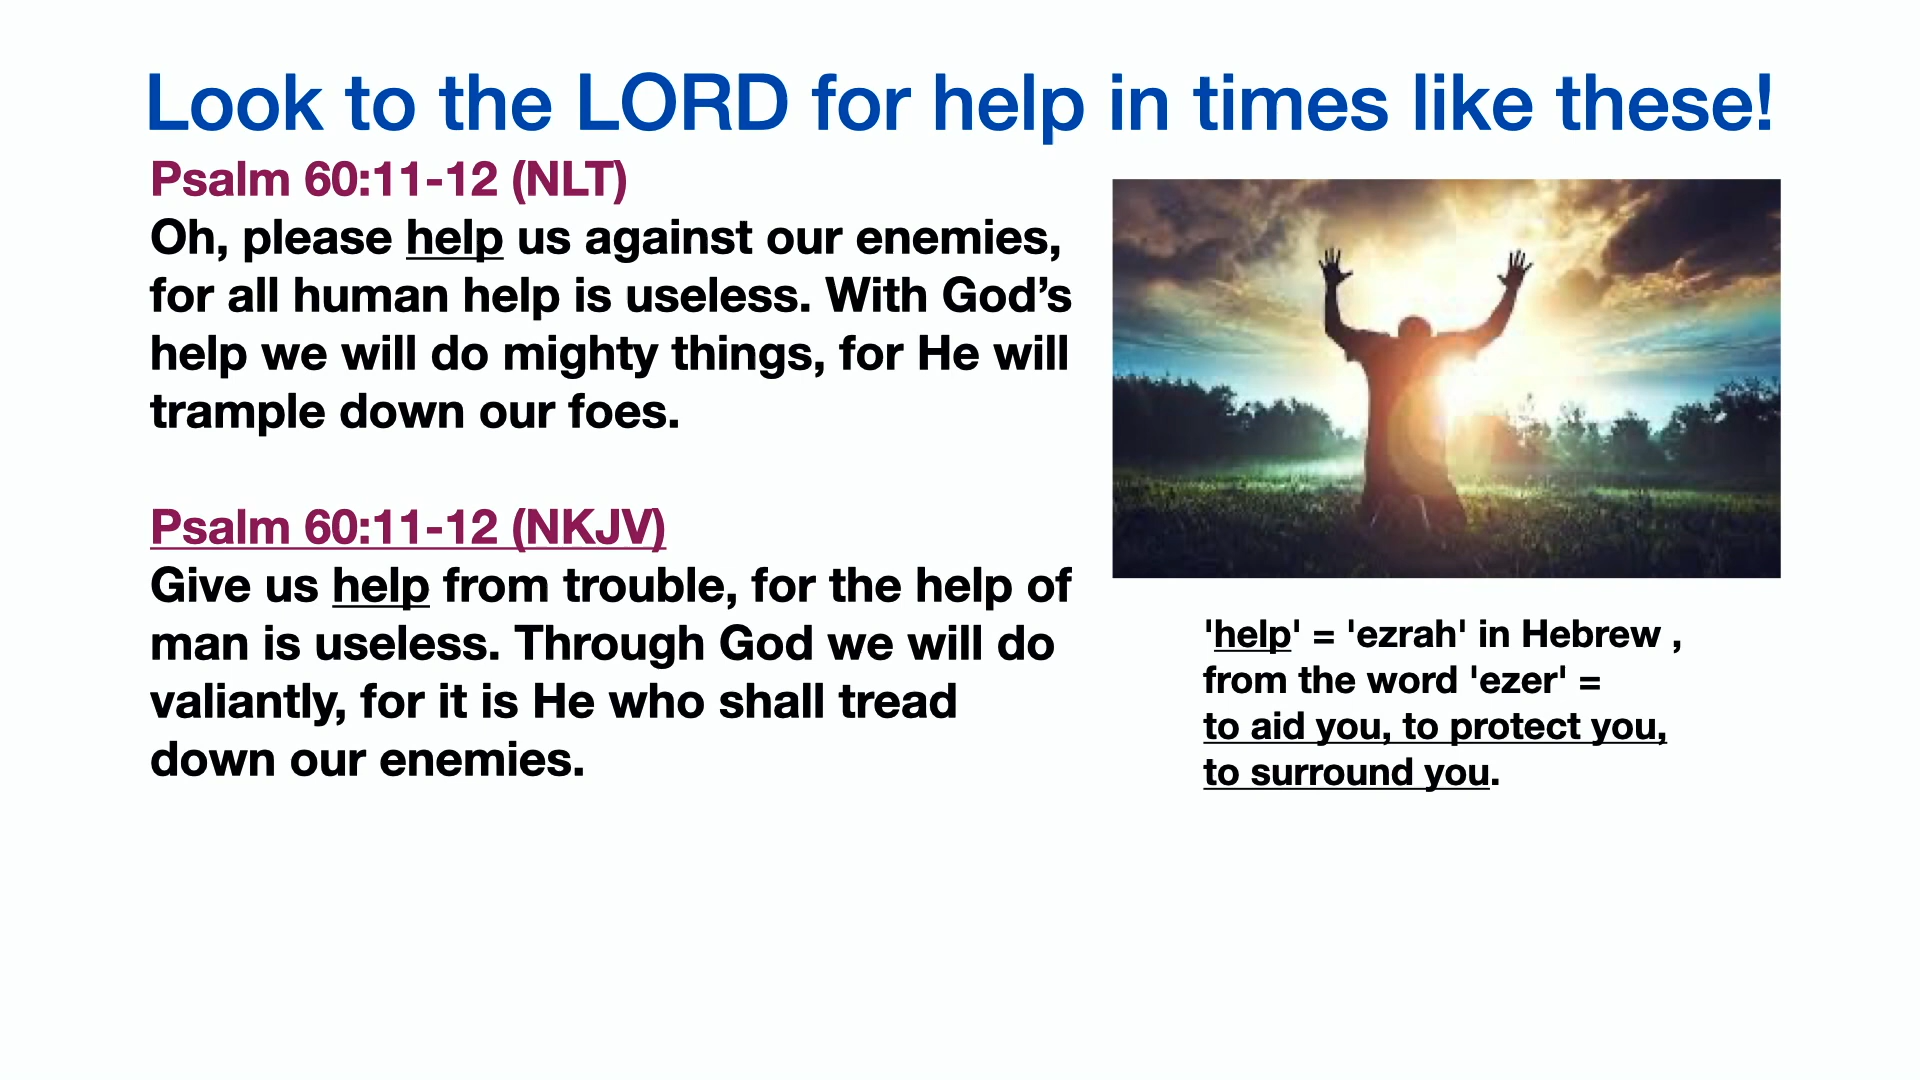 Look to the LORD for help in times like these!
Psalm 60:11-12 (NLT)
Oh, please help us against our enemies,
for all human help is useless. With God’s
help we will do mighty things, for He will
trample down our foes.
Psalm 60:11-12 (NKJV)
Give us help from trouble, for the help of
man is useless. Through God we will do
valiantly, for it is He who shall tread
down our enemies.
'help' = 'ezrah' in Hebrew ,
from the word 'ezer' =
to aid you, to protect you,
to surround you.